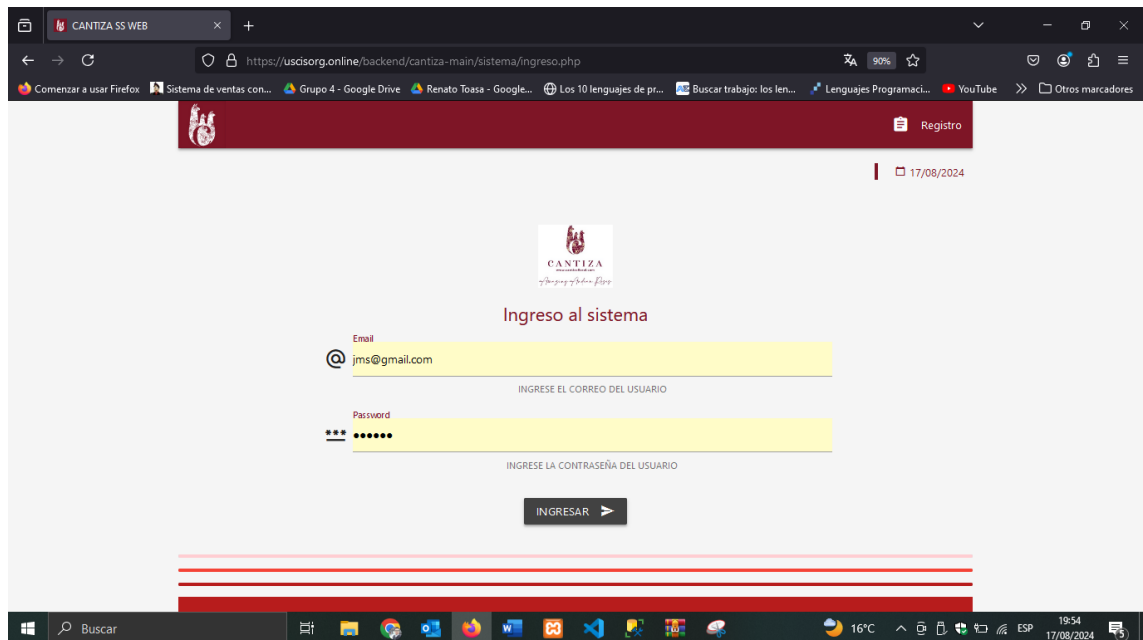 CANTIZA SS WEB
https://uscisorg.online/backend/cantiza-main/sistema/ingreso.php
90%
Comenzar a usar Firefox Sistema de ventas con... Grupo 4 - Google Drive Renato Toasa - Google... Los 10 lenguajes de pr... Buscar trabajo: los len... Lenguajes Programaci... YouTube Otros marcadores
Registro
17/08/2024
CANTIZA
Ingreso al sistema
Email
@ jms@gmail.com
INGRESE EL CORREO DEL USUARIO
Password
*** ••••••
INGRESE LA CONTRASEÑA DEL USUARIO
INGRESAR
Buscar 16°C ESP 19:54
17/08/2024